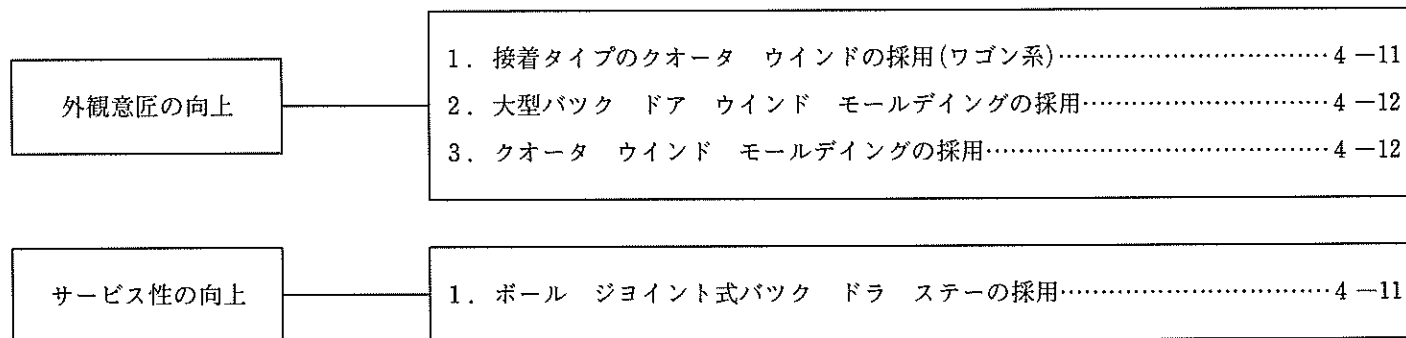 外観意匠の向上
1. 接着タイプのクオータ　ウインドの採用(ワゴン系)……………………………4－11
2. 大型バツク　ドア　ウインド　モールデイングの採用…………………………4－12
3. クオータ　ウインド　モールデイングの採用……………………………………4－12
サービス性の向上
1. ボール　ジヨイント式バツク　ドラ　ステーの採用……………………………4－11